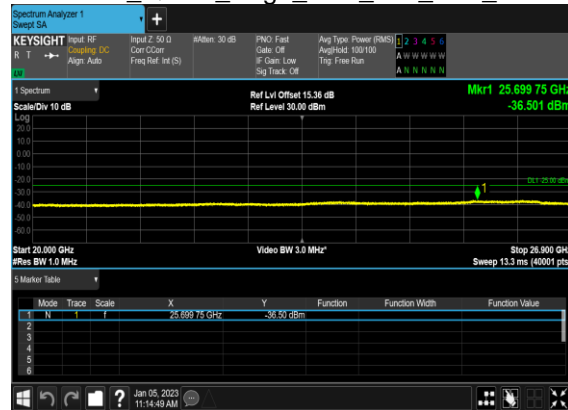 Spectrum Analyzer 1
Swept SA
+
KEYSIGHT Input: RF Input Z: 50 Ω #Atten: 30 dB PNO: Fast Avg Type: Power (RMS) 1 2 3 4 5 6
R T Coupling: DC Corr CCorr Gate: Off Avg|Hold: 100/100 A W W W W W
Align: Auto Freq Ref: Int (S) IF Gain: Low Trig: Free Run
LXI Sig Track: Off A N N N N N
1 Spectrum Ref Lvl Offset 15.36 dB Mkr1 25.699 75 GHz
Scale/Div 10 dB Ref Level 30.00 dBm -36.501 dBm
Log
20.0
10.0
0.00
-10.0
-20.0 DL1 -25.00 dBm
-30.0 1
-40.0
-50.0
-60.0
Start 20.000 GHz Video BW 3.0 MHz* Stop 26.900 GHz
#Res BW 1.0 MHz Sweep 13.3 ms (40001 pts)
5 Marker Table
Mode Trace Scale X Y Function Function Width Function Value
1 N 1 f 25.699 75 GHz -36.50 dBm
2
3
4
5
6
? Jan 05, 2023
11:14:49 AM